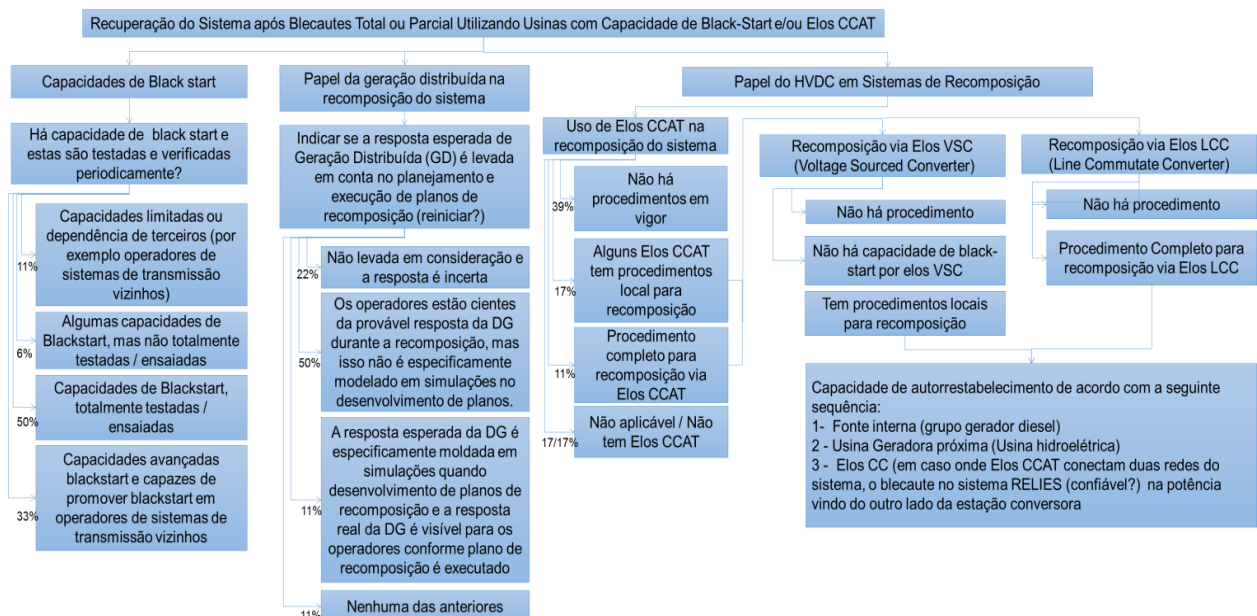 Recuperação do Sistema após Blecautes Total ou Parcial Utilizando Usinas com Capacidade de Black-Start e/ou Elos CCAT
Capacidades de Black start
Há capacidade de black start e
estas são testadas e verificadas
periodicamente?
11%
Capacidades limitadas ou
dependência de terceiros (por
exemplo operadores de
sistemas de transmissão
vizinhos)
6%
Algumas capacidades de
Blackstart, mas não totalmente
testadas / ensaiadas
50%
Capacidades de Blackstart,
totalmente testadas /
ensaiadas
33%
Capacidades avançadas
blackstart e capazes de
promover blackstart em
operadores de sistemas de
transmissão vizinhos
Papel da geração distribuída na
recomposição do sistema
Indicar se a resposta esperada de
Geração Distribuída (GD) é levada
em conta no planejamento e
execução de planos de
recomposição (reiniciar?)
22%
Não levada em consideração e
a resposta é incerta
50%
Os operadores estão cientes
da provável resposta da DG
durante a recomposição, mas
isso não é especificamente
modelado em simulações no
desenvolvimento de planos.
11%
A resposta esperada da DG é
especificamente moldada em
simulações quando
desenvolvimento de planos de
recomposição e a resposta
real da DG é visível para os
operadores conforme plano de
recomposição é executado
11%
Nenhuma das anteriores
Papel do HVDC em Sistemas de Recomposição
Uso de Elos CCAT na
recomposição do sistema
39%
Não há
procedimentos em
vigor
17%
Alguns Elos CCAT
tem procedimentos
local para
recomposição
11%
Procedimento
completo para
recomposição via
Elos CCAT
17/17%
Não aplicável / Não
tem Elos CCAT
Recomposição via Elos VSC
(Voltage Sourced Converter)
Não há procedimento
Não há capacidade de black-
start por elos VSC
Tem procedimentos locais
para recomposição
Recomposição via Elos LCC
(Line Commutate Converter)
Não há procedimento
Procedimento Completo para
recomposição via Elos LCC
Capacidade de autorrestabelecimento de acordo com a seguinte
sequência:
1- Fonte interna (grupo gerador diesel)
2 - Usina Geradora próxima (Usina hidroelétrica)
3 - Elos CC (em caso onde Elos CCAT conectam duas redes do
sistema, o blecaute no sistema RELIES (confiável?) na potência
vindo do outro lado da estação conversora